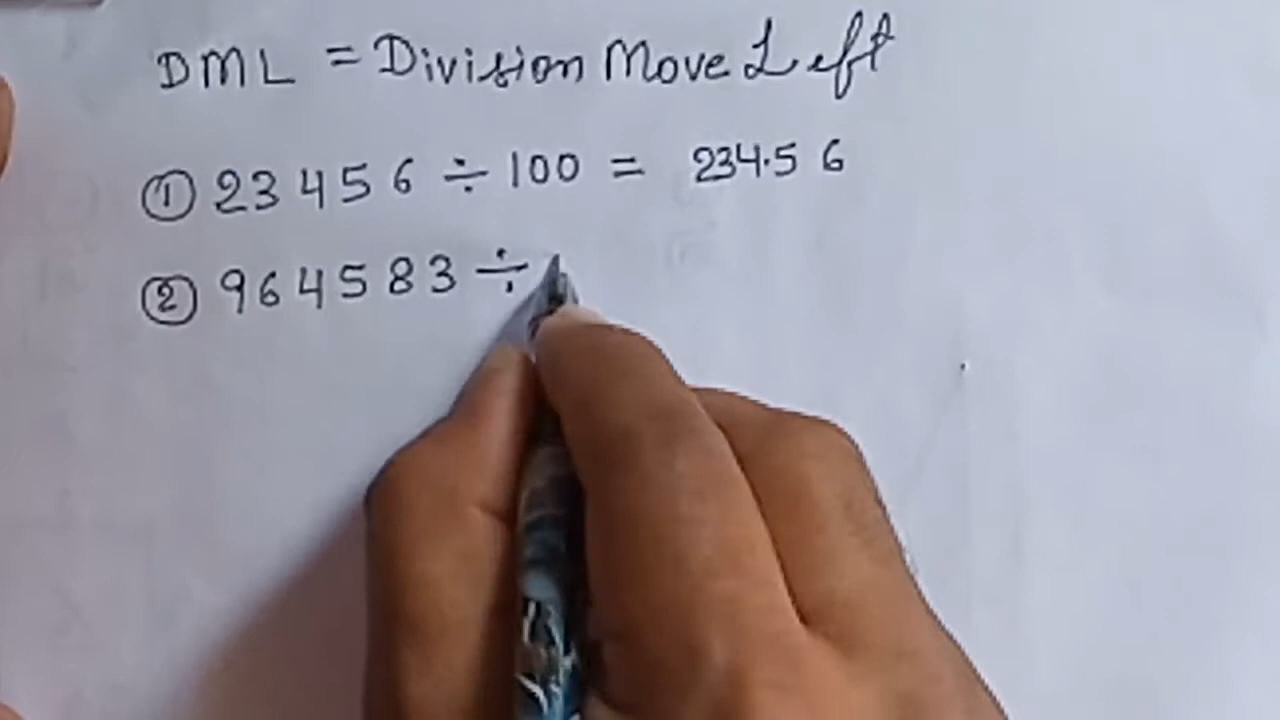 DML = Division Move Left
① 23456 ÷ 100 = 234.56
② 964583 ÷